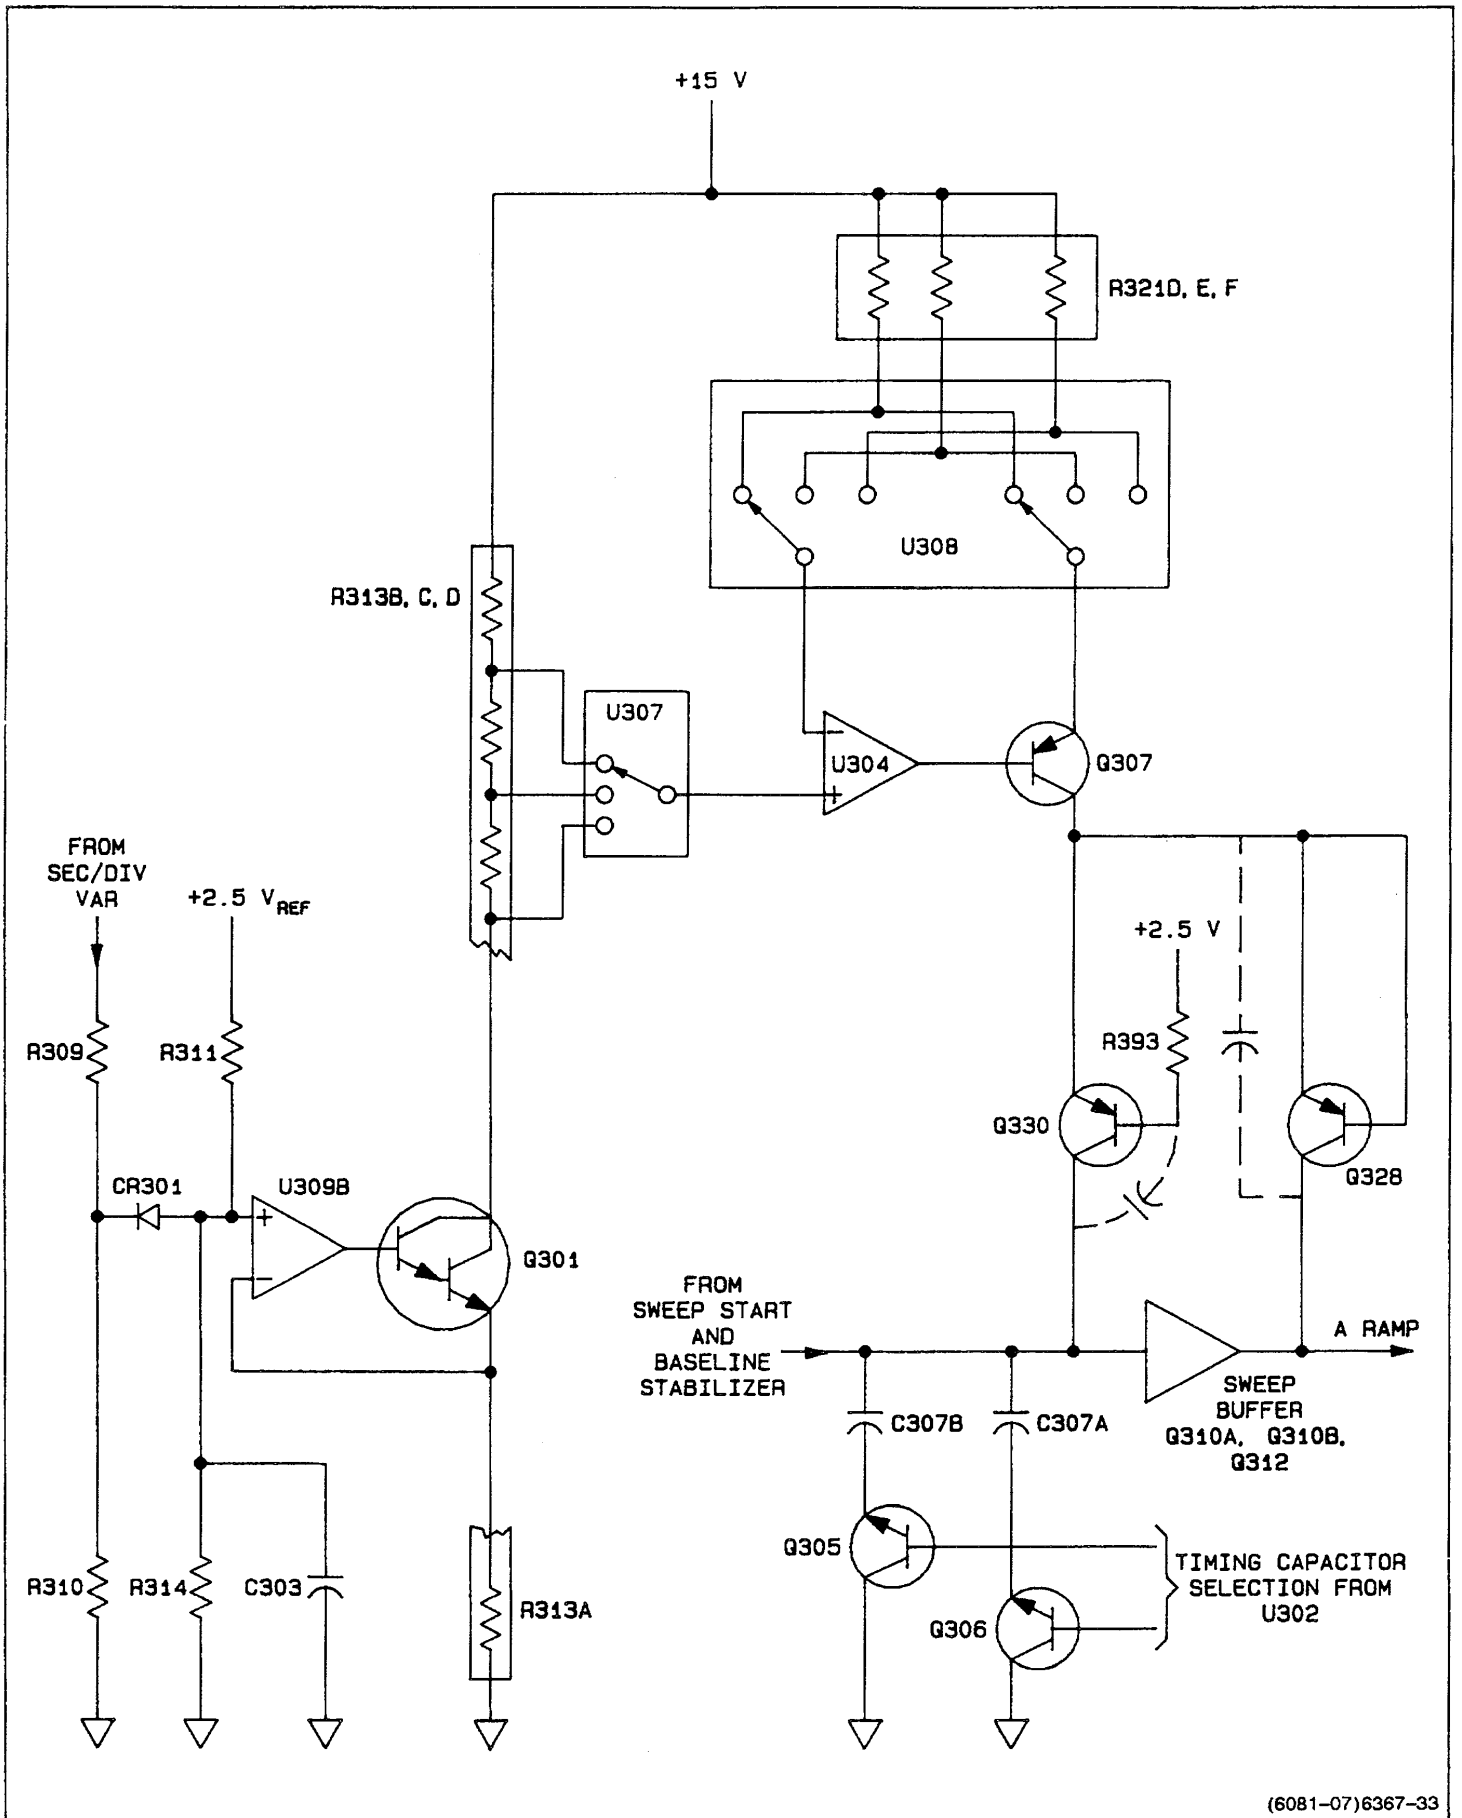 +15 V
R321D, E, F
U308
R313B, C, D
U307
U304
Q307
FROM
SEC/DIV
VAR
+2.5 VREF
+2.5 V
R309
R311
R393
Q330
Q328
CR301
U309B
Q301
FROM
SWEEP START
AND
BASELINE
STABILIZER
A RAMP
SWEEP
BUFFER
Q310A, Q310B,
Q312
C307B
C307A
Q305
Q306
TIMING CAPACITOR
SELECTION FROM
U302
R310
R314
C303
R313A
(6081-07)6367-33